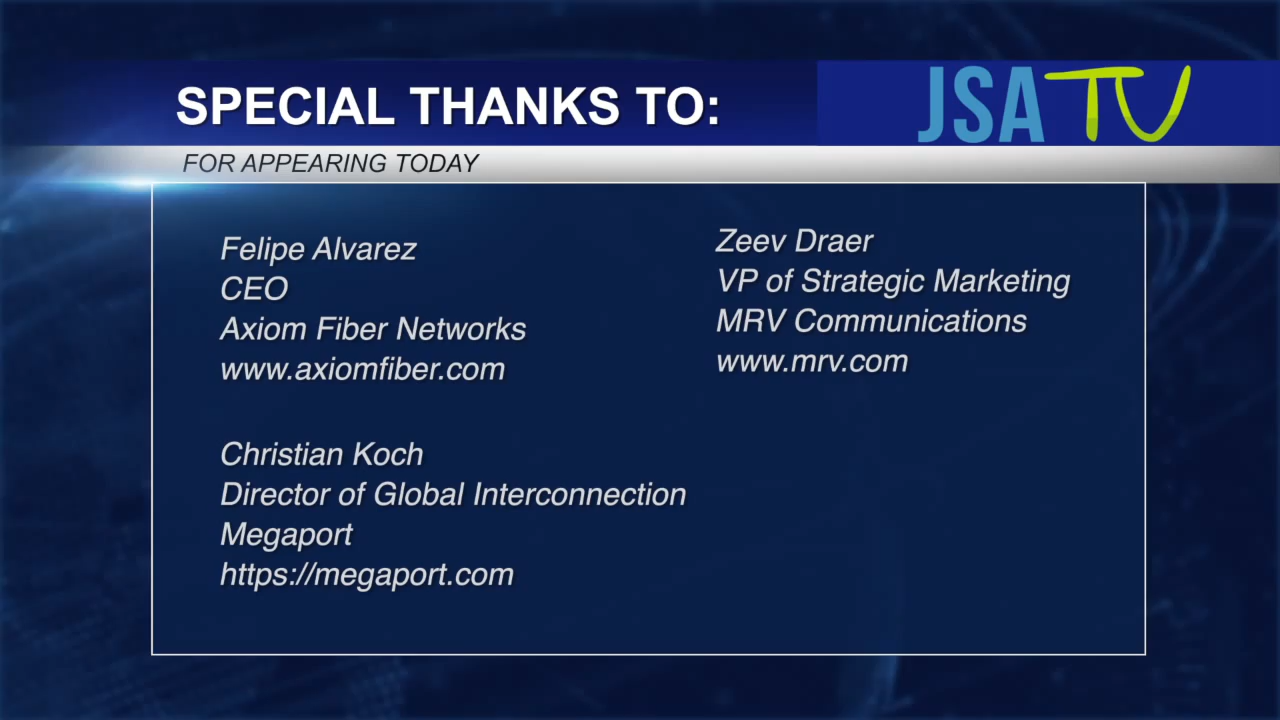 SPECIAL THANKS TO:
JSA TV
FOR APPEARING TODAY
Felipe Alvarez
CEO
Axiom Fiber Networks
www.axiomfiber.com
Zeev Draer
VP of Strategic Marketing
MRV Communications
www.mrv.com
Christian Koch
Director of Global Interconnection
Megaport
https://megaport.com